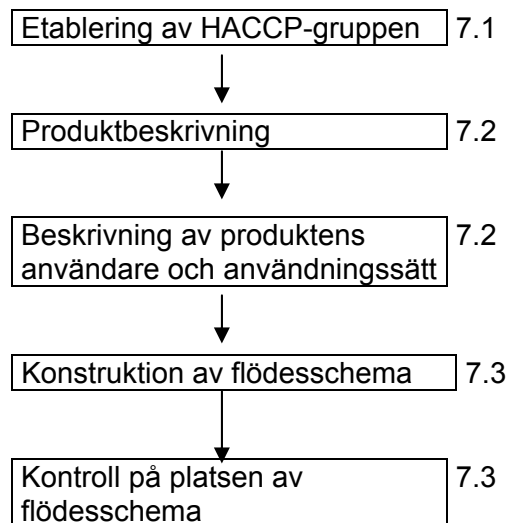 Etablering av HACCP-gruppen 7.1
Produktbeskrivning 7.2
Beskrivning av produktens 7.2
användare och användningssätt
Konstruktion av flödesschema 7.3
Kontroll på platsen av 7.3
flödesschema